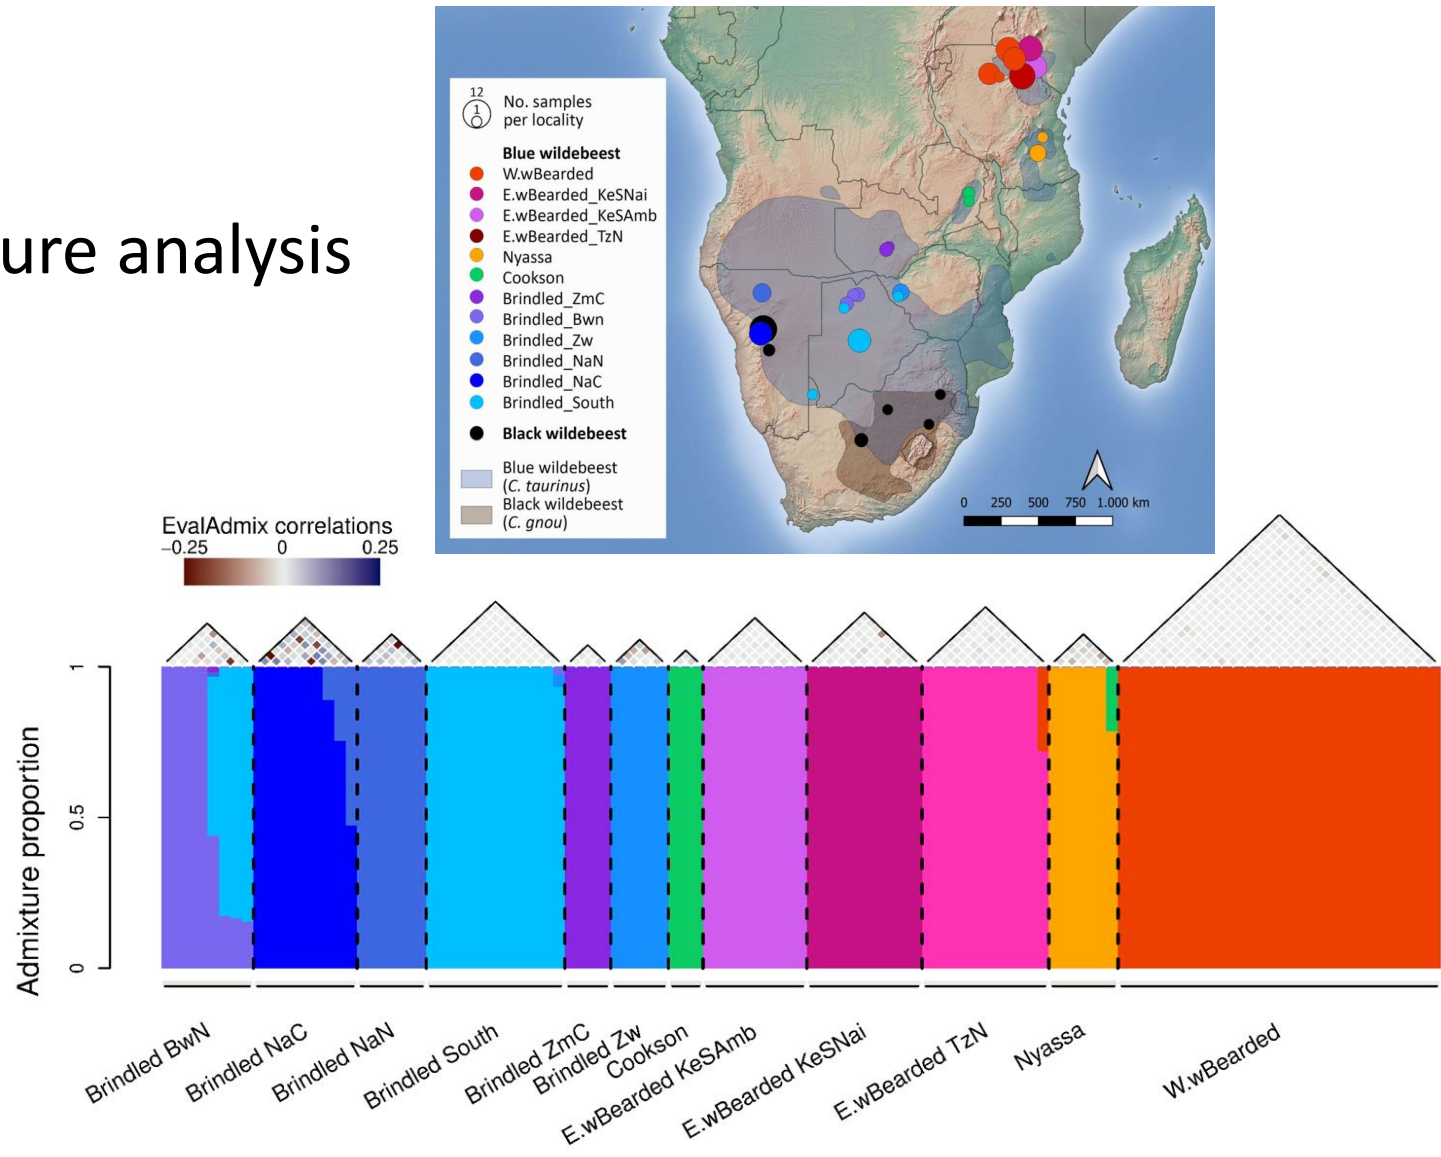 ure analysis
12
1
No. samples
per locality
Blue wildebeest
W.wBearded
E.wBearded_KeSNai
E.wBearded_KeSAmb
E.wBearded_TzN
Nyassa
Cookson
Brindled_ZmC
Brindled_Bwn
Brindled_Zw
Brindled_NaN
Brindled_NaC
Brindled_South
Black wildebeest
Blue wildebeest
(C. taurinus)
Black wildebeest
(C. gnou)
0 250 500 750 1.000 km
EvalAdmix correlations
−0.25 0 0.25
Admixture proportion
1
0.5
0
Brindled BwN
Brindled NaC
Brindled NaN
Brindled South
Brindled ZmC
Brindled Zw
Cookson
E.wBearded KeSAmb
E.wBearded KeSNai
E.wBearded TzN
Nyassa
W.wBearded